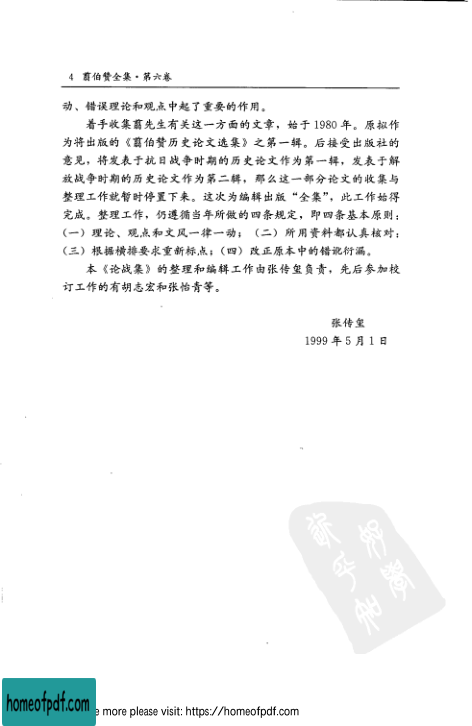 4 翦伯赞全集·第六卷
动、错误理论和观点中起了重要的作用。
着手收集翦先生有关这一方面的文章，始于 1980 年。原拟作
为将出版的《翦伯赞历史论文选集》之第一辑。后接受出版社的
意见，将发表于抗日战争时期的历史论文作为第一辑，发表于解
放战争时期的历史论文作为第二辑，那么这一部分论文的收集与
整理工作就暂时停置下来。这次为编辑出版“全集”，此工作始得
完成。整理工作，仍遵循当年所做的四条规定，即四条基本原则：
(一) 理论、观点和文风一律一动；(二) 所用资料都认真核对；
(三) 根据横排要求重新标点；(四) 改正原本中的错讹衍漏。
本《论战集》的整理和编辑工作由张传玺负责，先后参加校
订工作的有胡志宏和张怡青等。
张传玺
1999 年 5 月 1 日
好学
近乎知
homeofpdf.com
e more please visit: https://homeofpdf.com